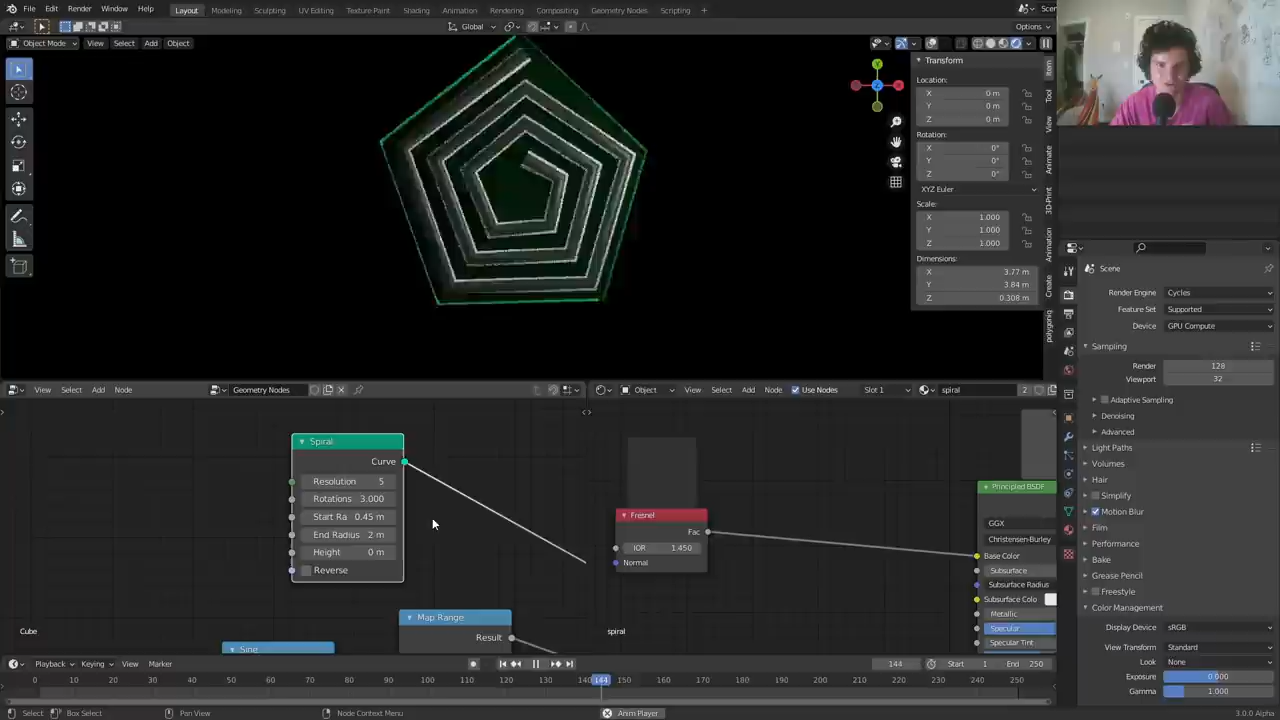 File Edit Render Window Help
Layout Modeling Sculpting UV Editing Texture Paint Shading Animation Rendering Compositing Geometry Nodes Scripting +
Global
Options
Object Mode View Select Add Object
Y
X
Z
Transform
Location:
X 0 m
Y 0 m
Z 0 m
Rotation:
X 0°
Y 0°
Z 0°
XYZ Euler
Scale:
X 1.000
Y 1.000
Z 1.000
Dimensions:
X 3.77 m
Y 3.84 m
Z 0.308 m
Item
Tool
View
Animate
3D-Print
Animation
Create
polygoniq
View Select Add Node
Geometry Nodes
Object View Select Add Node Use Nodes Slot 1 spiral 2
Spiral
Curve
Resolution 5
Rotations 3.000
Start Ra 0.45 m
End Radius 2 m
Height 0 m
Reverse
Map Range
Result
Sine
Cube
Fresnel
Fac
IOR 1.450
Normal
spiral
Principled BSDF
GGX
Christensen-Burley
Base Color
Subsurface
Subsurface Radius
Subsurface Colo
Metallic
Specular
Specular Tint
Scene
Render Engine Cycles
Feature Set Supported
Device GPU Compute
Sampling
Render 128
Viewport 32
Adaptive Sampling
Denoising
Advanced
Light Paths
Volumes
Hair
Simplify
Motion Blur
Film
Performance
Bake
Grease Pencil
Freestyle
Color Management
Display Device sRGB
View Transform Standard
Look None
Exposure 0.000
Gamma 1.000
Playback Keying View Marker
144 Start 1 End 250
0 10 20 30 40 50 60 70 80 90 100 110 120 130 140 144 150 160 170 180 190 200 210 220 230 240 250
Select Box Select Pan View Node Context Menu Anim Player 3.0.0 Alpha